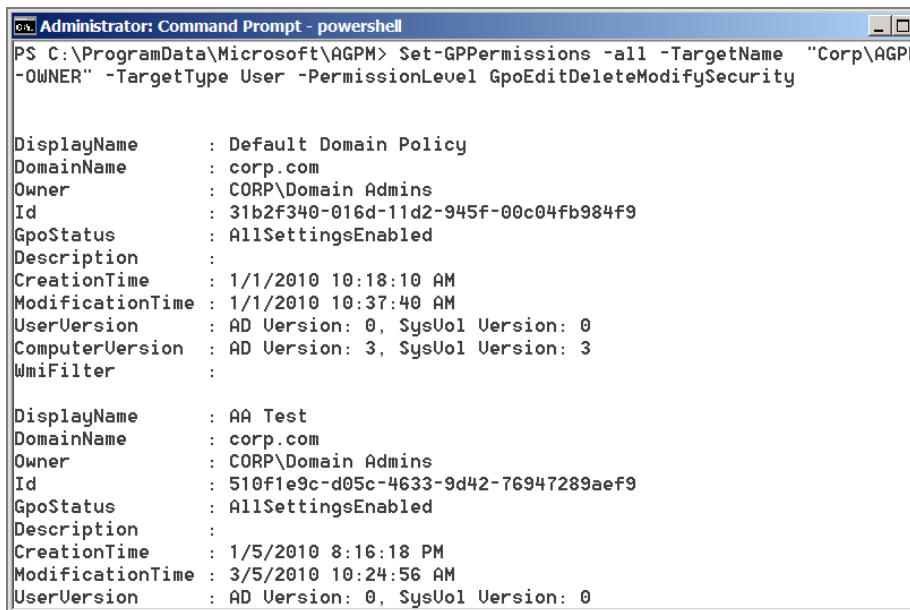 Administrator: Command Prompt - powershell
PS C:\ProgramData\Microsoft\AGPM> Set-GPPermissions -all -TargetName "Corp\AGPM
-OWNER" -TargetType User -PermissionLevel GpoEditDeleteModifySecurity
DisplayName : Default Domain Policy
DomainName : corp.com
Owner : CORP\Domain Admins
Id : 31b2f340-016d-11d2-945f-00c04fb984f9
GpoStatus : AllSettingsEnabled
Description :
CreationTime : 1/1/2010 10:18:10 AM
ModificationTime : 1/1/2010 10:37:40 AM
UserVersion : AD Version: 0, SysVol Version: 0
ComputerVersion : AD Version: 3, SysVol Version: 3
WmiFilter :
DisplayName : AA Test
DomainName : corp.com
Owner : CORP\Domain Admins
Id : 510f1e9c-d05c-4633-9d42-76947289aef9
GpoStatus : AllSettingsEnabled
Description :
CreationTime : 1/5/2010 8:16:18 PM
ModificationTime : 3/5/2010 10:24:56 AM
UserVersion : AD Version: 0, SysVol Version: 0